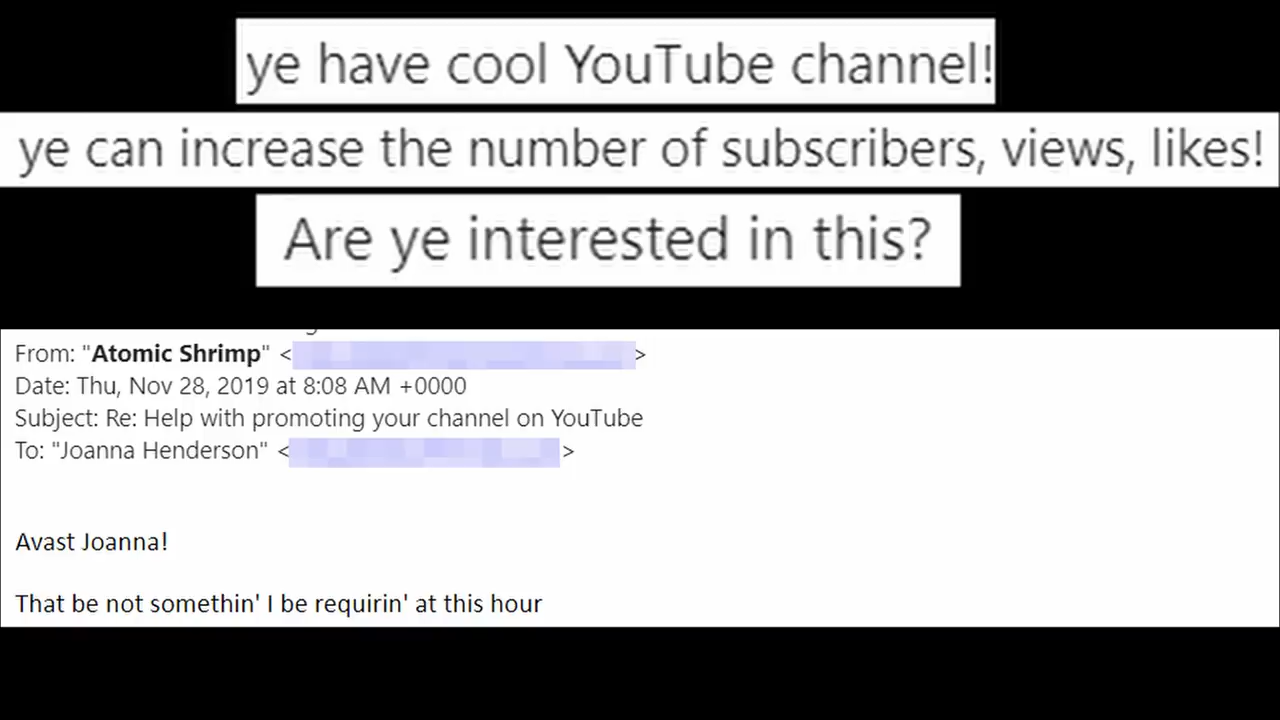 ye have cool YouTube channel!
ye can increase the number of subscribers, views, likes!
Are ye interested in this?
From: "Atomic Shrimp" < >
Date: Thu, Nov 28, 2019 at 8:08 AM +0000
Subject: Re: Help with promoting your channel on YouTube
To: "Joanna Henderson" < >
Avast Joanna!
That be not somethin' I be requirin' at this hour